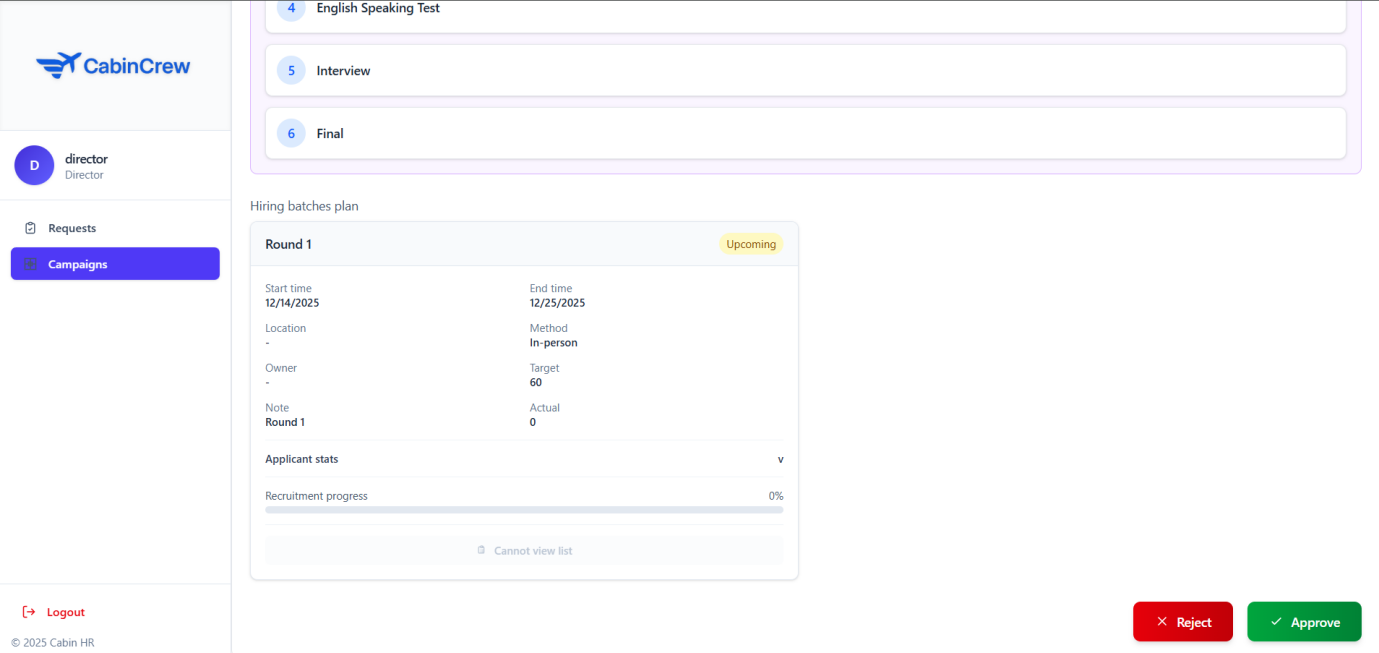 4 English Speaking Test
5 Interview
6 Final
CabinCrew
D
director
Director
Requests
Campaigns
Hiring batches plan
Round 1 Upcoming
Start time End time
12/14/2025 12/25/2025
Location Method
- In-person
Owner Target
- 60
Note Actual
Round 1 0
Applicant stats v
Recruitment progress 0%
Cannot view list
Reject Approve
Logout
© 2025 Cabin HR